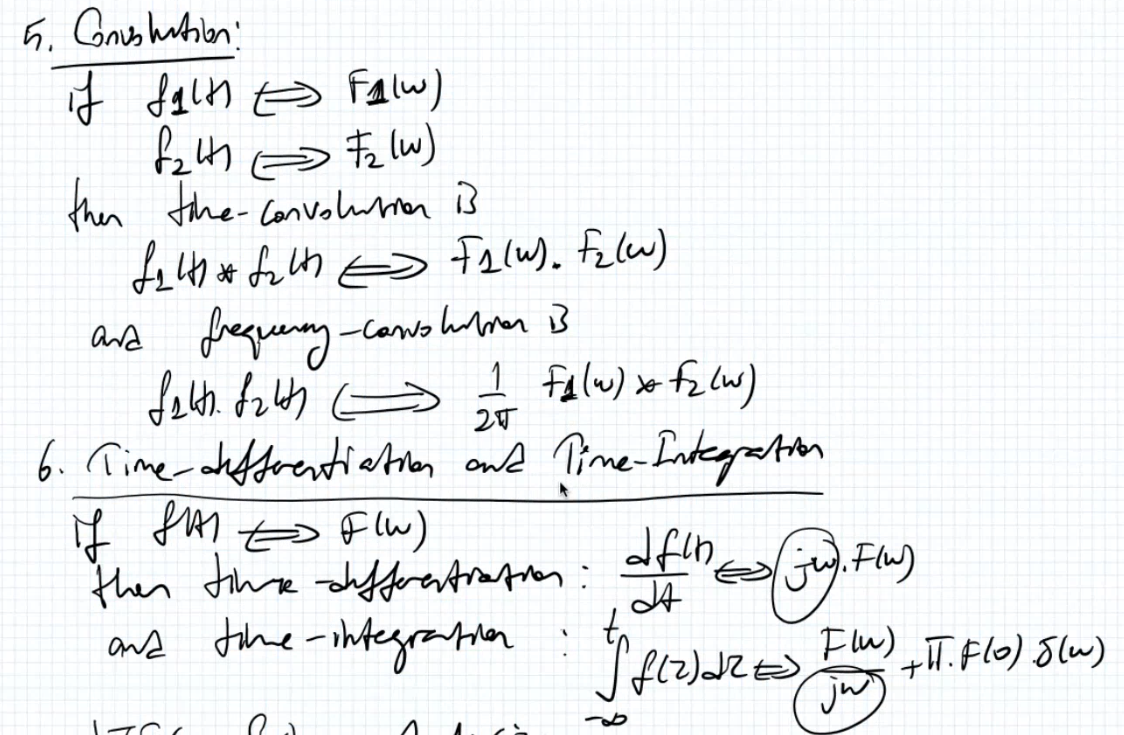 5. Convolution:
if f1(t) ⟺ F1(w)
f2(t) ⟺ F2(w)
then time-convolution is
f1(t) * f2(t) ⟺ F1(w). F2(w)
and frequency-convolution is
f1(t). f2(t) ⟺ 1/2π F1(w) * F2(w)
6. Time-differentiation and Time-Integration
if f(t) ⟺ F(w)
then time-differentiation: df(t)/dt ⟺ jw.F(w)
and time-integration : ∫_{-∞}^{t} f(τ)dτ ⟺ F(w)/jw + π.F(0).δ(w)